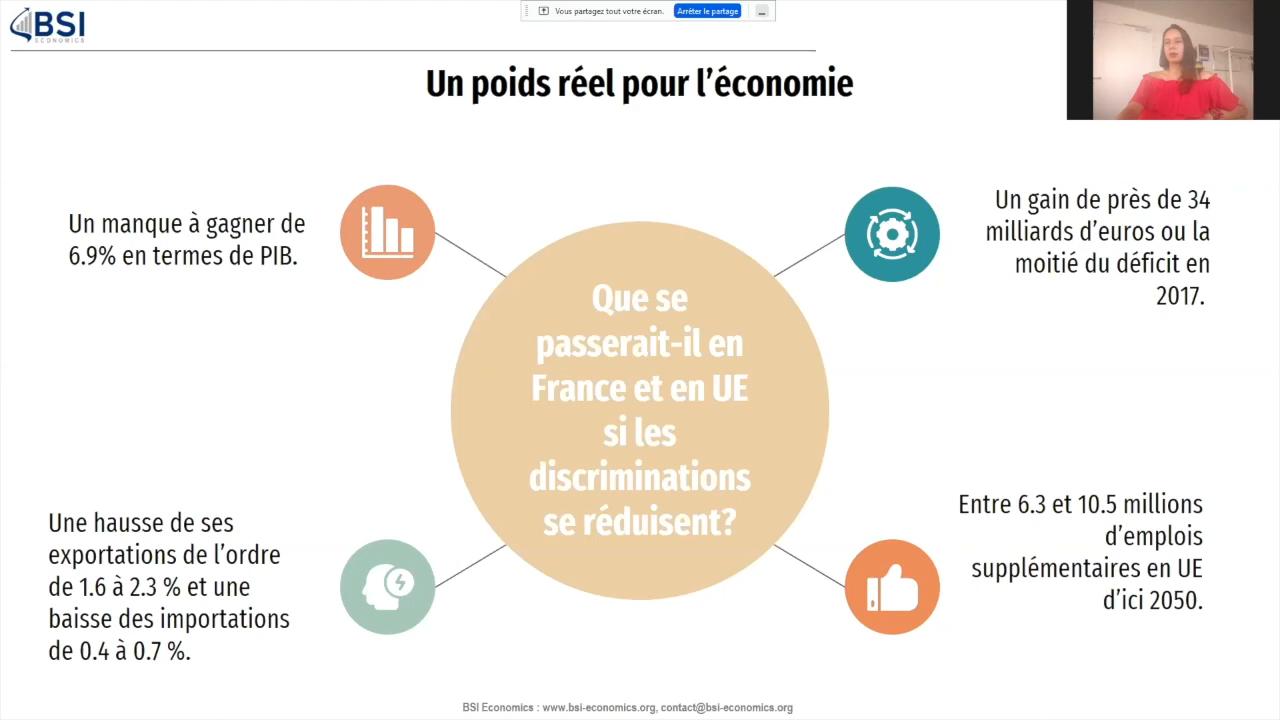 BSI
ECONOMICS
Vous partagez tout votre écran.
Arrêter le partage
Un poids réel pour l'économie
Un manque à gagner de
6.9% en termes de PIB.
Un gain de près de 34
milliards d'euros ou la
moitié du déficit en
2017.
Que se
passerait-il en
France et en UE
si les
discriminations
se réduisent?
Une hausse de ses
exportations de l'ordre
de 1.6 à 2.3 % et une
baisse des importations
de 0.4 à 0.7 %.
Entre 6.3 et 10.5 millions
d'emplois
supplémentaires en UE
d'ici 2050.
BSI Economics : www.bsi-economics.org, contact@bsi-economics.org